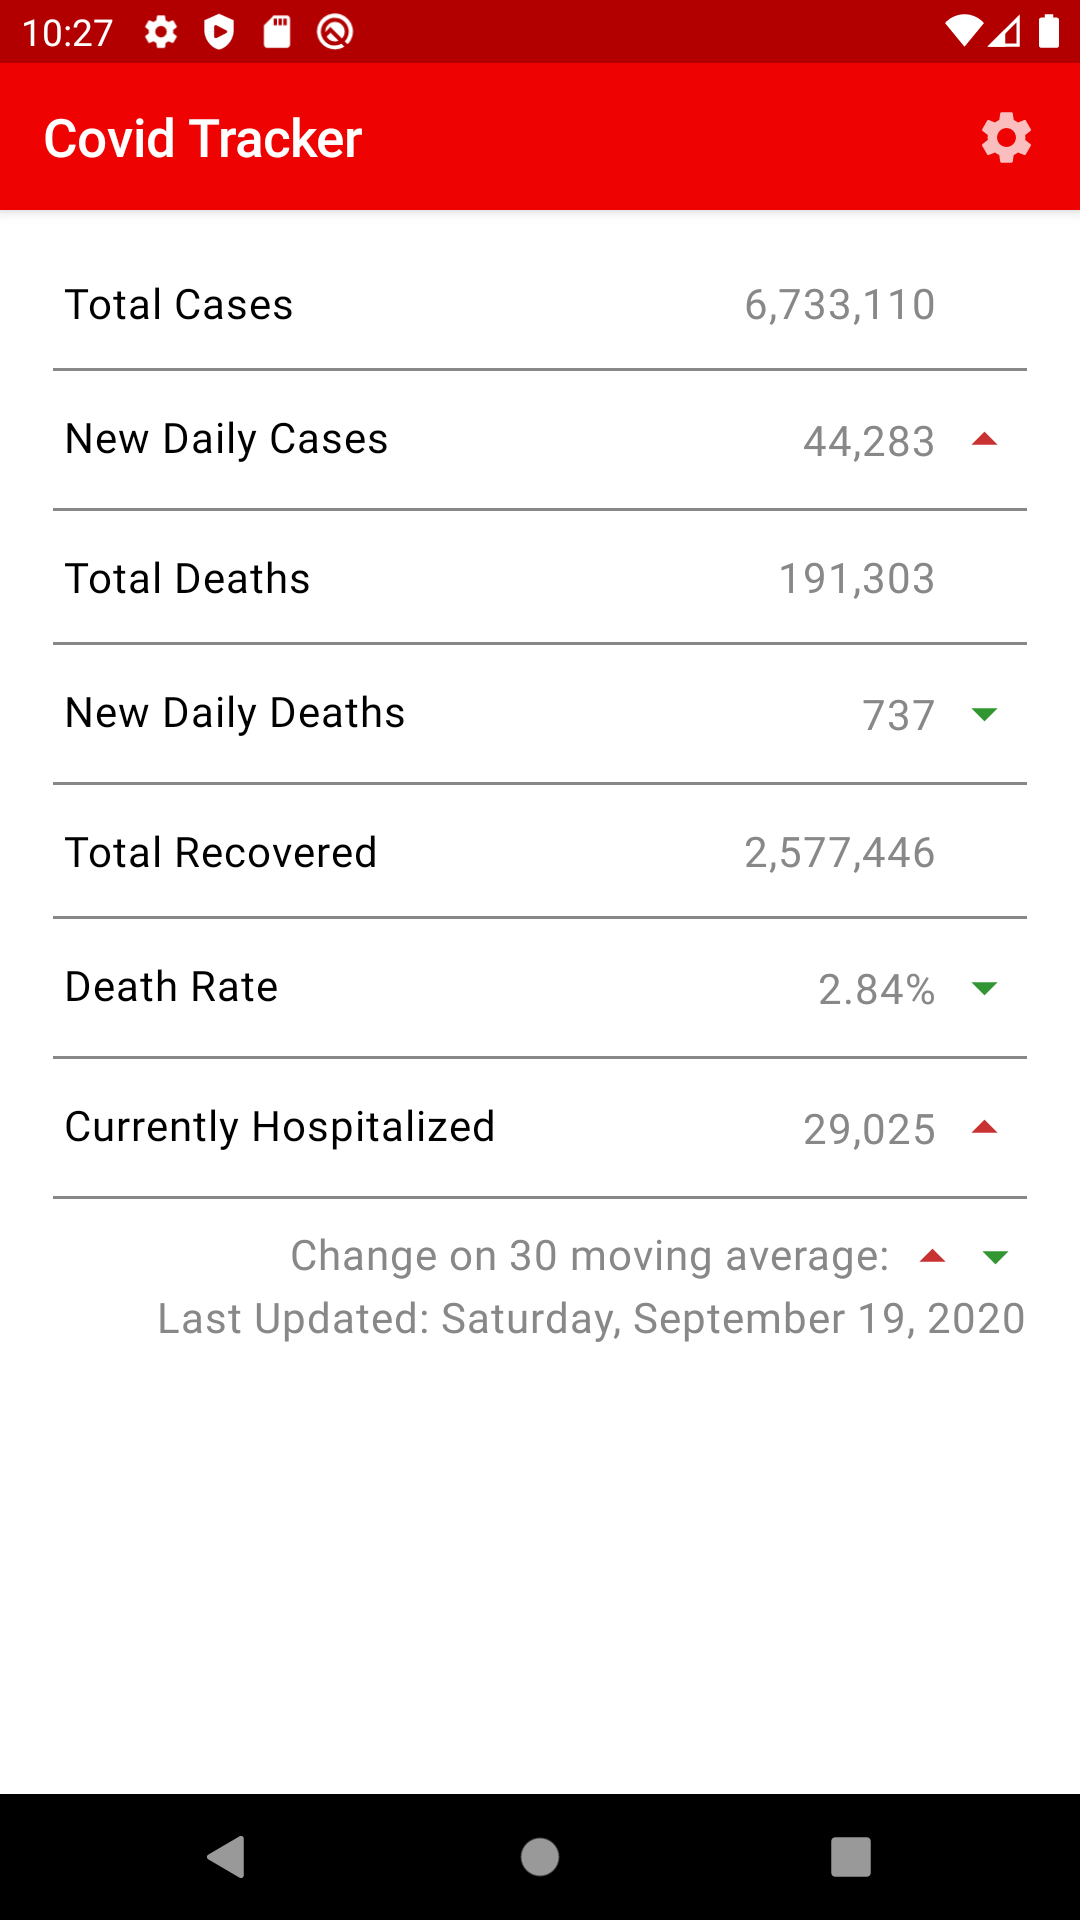 10:27
Covid Tracker
Total Cases 6,733,110
New Daily Cases 44,283
Total Deaths 191,303
New Daily Deaths 737
Total Recovered 2,577,446
Death Rate 2.84%
Currently Hospitalized 29,025
Change on 30 moving average:
Last Updated: Saturday, September 19, 2020